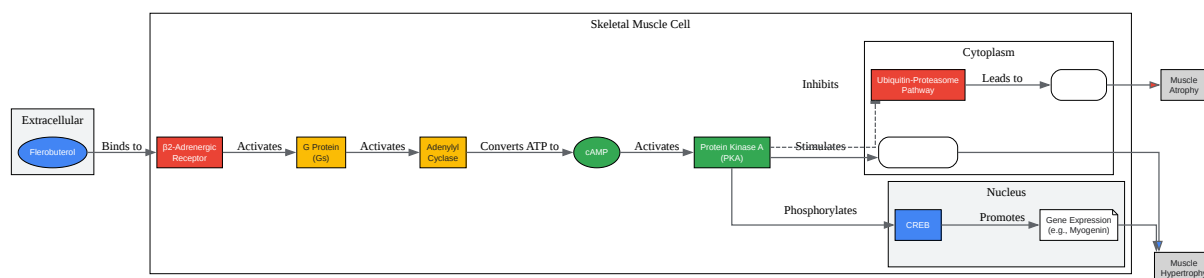 Skeletal Muscle Cell
Extracellular
Flerobuterol
Binds to
β2-Adrenergic
Receptor
Activates
G Protein
(Gs)
Activates
Adenylyl
Cyclase
Converts ATP to
cAMP
Activates
Protein Kinase A
(PKA)
Inhibits
Stimulates
Phosphorylates
Cytoplasm
Ubiquitin-Proteasome
Pathway
Leads to
Muscle
Atrophy
Nucleus
CREB
Promotes
Gene Expression
(e.g., Myogenin)
Muscle
Hypertrophy